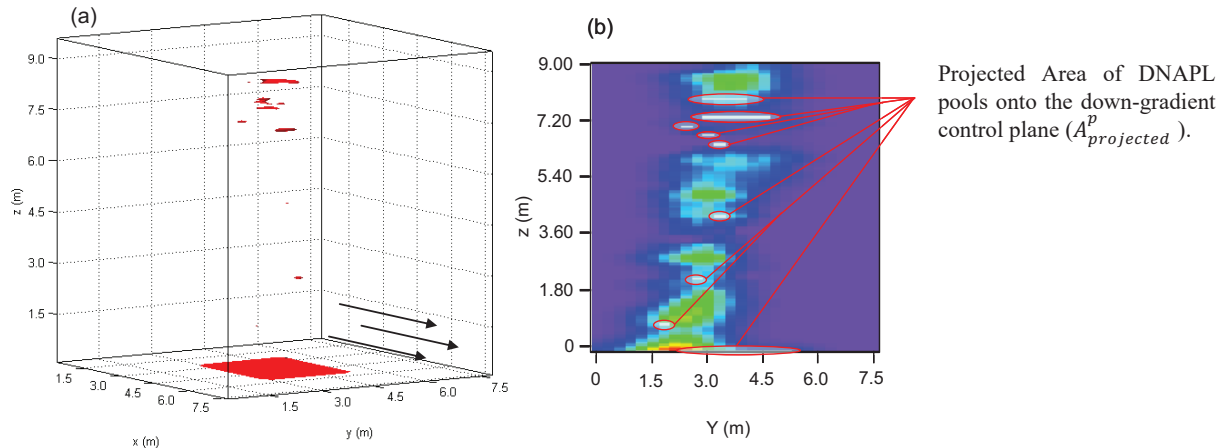 (a)
9.0
7.5
6.0
4.5
3.0
1.5
z (m)
1.5
3.0
4.5
6.0
7.5
x (m)
1.5
3.0
4.5
6.0
7.5
y (m)
(b)
9.00
7.20
5.40
3.60
1.80
0
z (m)
0 1.5 3.0 4.5 6.0 7.5
Y (m)
Projected Area of DNAPL
pools onto the down-gradient
control plane (A^p_projected ).